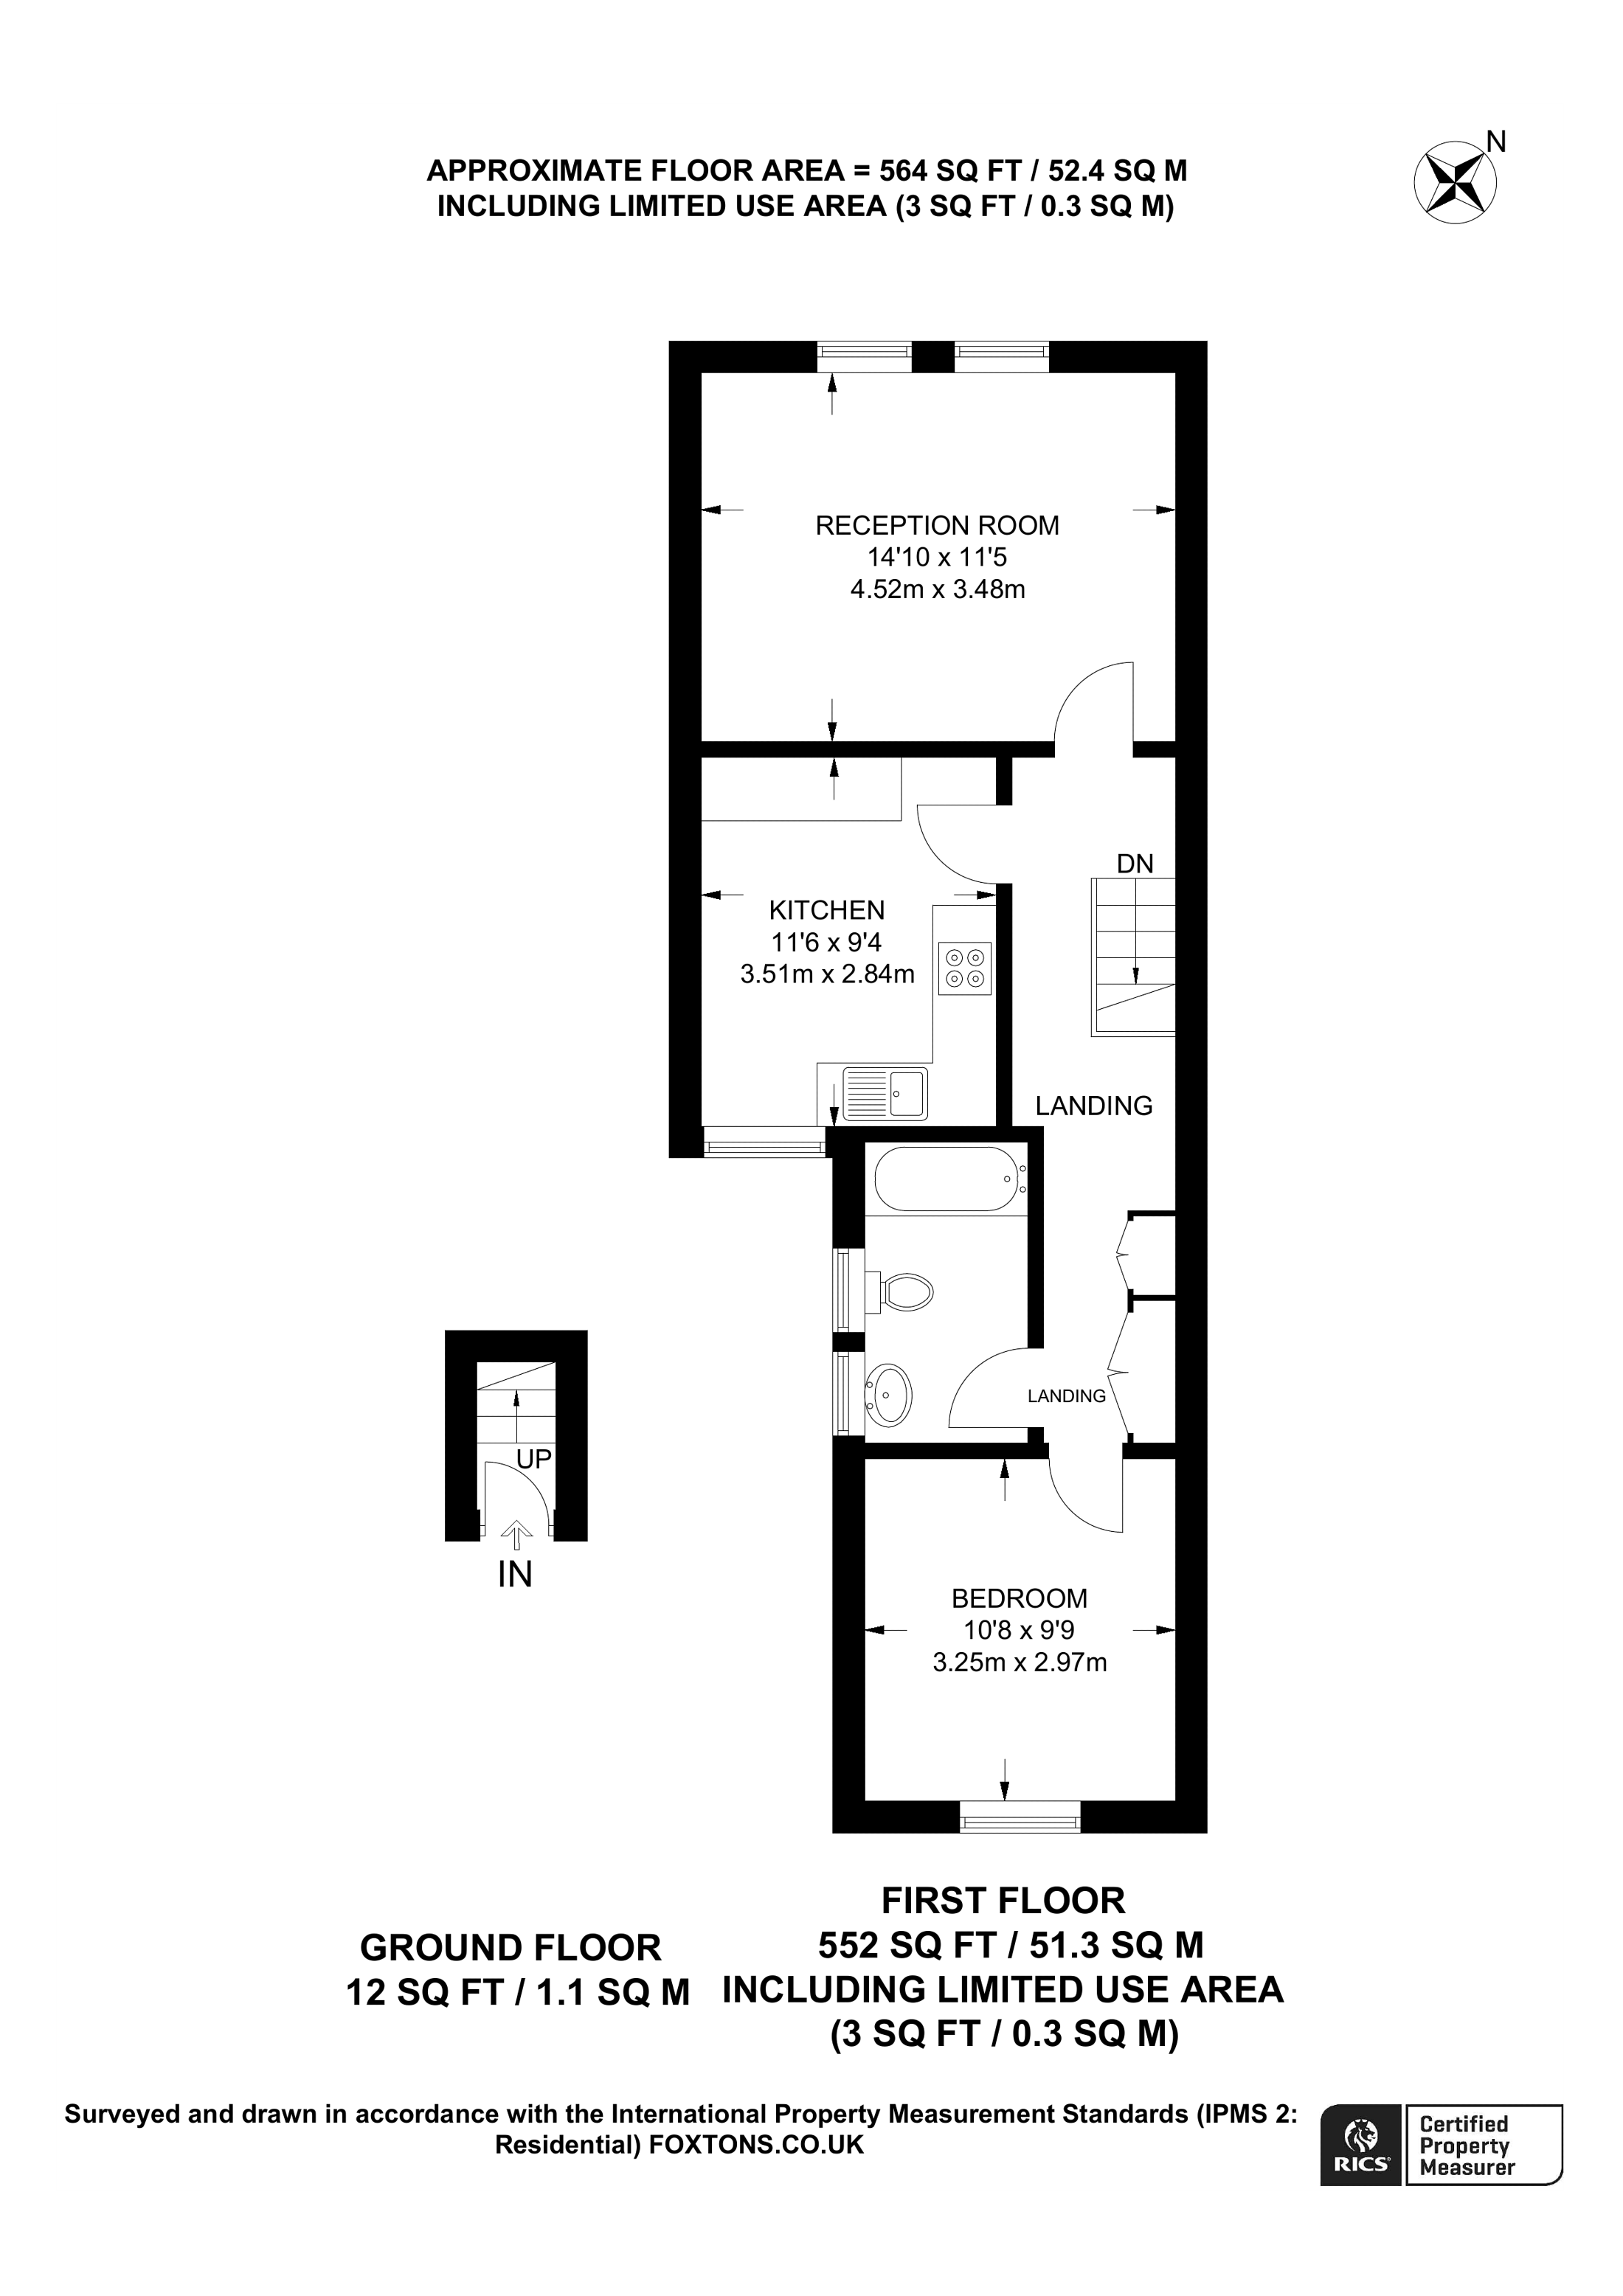 N
APPROXIMATE FLOOR AREA = 564 SQ FT / 52.4 SQ M
INCLUDING LIMITED USE AREA (3 SQ FT / 0.3 SQ M)
RECEPTION ROOM
14'10 x 11'5
4.52m x 3.48m
DN
KITCHEN
11'6 x 9'4
3.51m x 2.84m
LANDING
LANDING
UP
IN
BEDROOM
10'8 x 9'9
3.25m x 2.97m
GROUND FLOOR
12 SQ FT / 1.1 SQ M
FIRST FLOOR
552 SQ FT / 51.3 SQ M
INCLUDING LIMITED USE AREA
(3 SQ FT / 0.3 SQ M)
Surveyed and drawn in accordance with the International Property Measurement Standards (IPMS 2:
Residential) FOXTONS.CO.UK
RICS
Certified
Property
Measurer